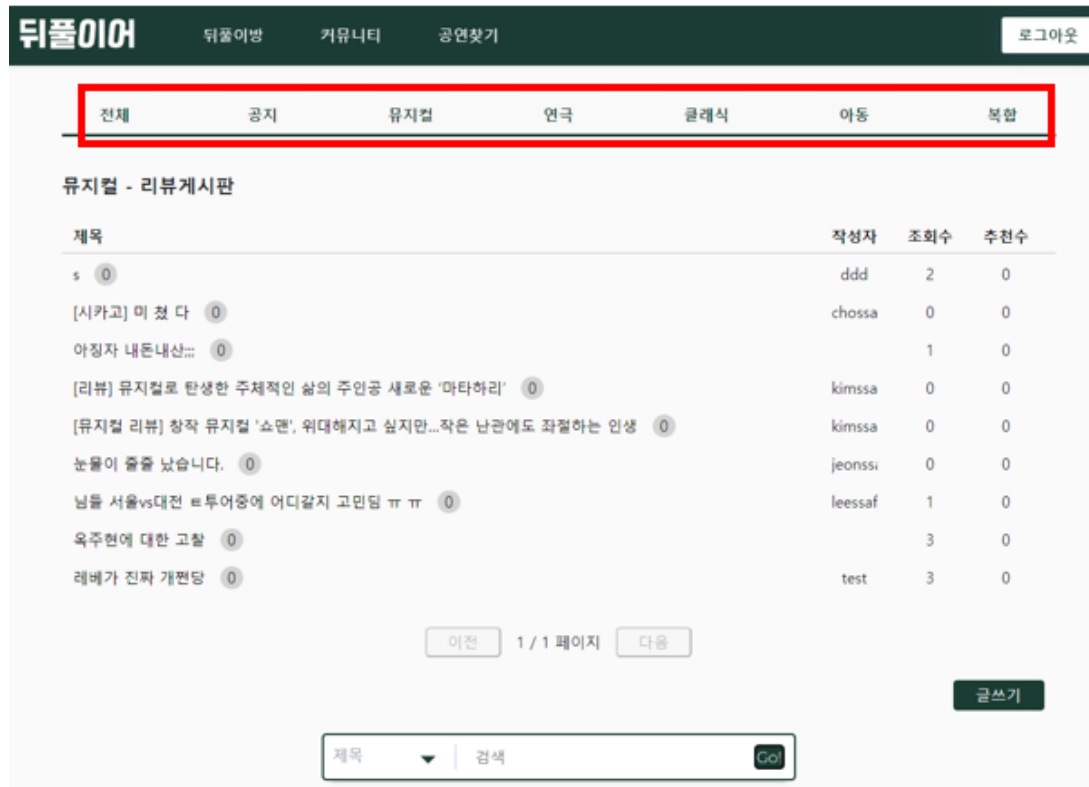 뒤풀이어 뒤풀이방 커뮤니티 공연찾기 로그아웃
전체 공지 뮤지컬 연극 클래식 아동 복합
뮤지컬 - 리뷰게시판
제목 작성자 조회수 추천수
s 0 ddd 2 0
[시카고] 미 쳤 다 0 chossa 0 0
아징자 내돈내산;;; 0 1 0
[리뷰] 뮤지컬로 탄생한 주체적인 삶의 주인공 새로운 ‘마타하리’ 0 kimssa 0 0
[뮤지컬 리뷰] 창작 뮤지컬 '쇼맨', 위대해지고 싶지만...작은 난관에도 좌절하는 인생 0 kimssa 0 0
눈물이 줄줄 났습니다. 0 jeonssa 0 0
님들 서울vs대전 ㅌ투어중에 어디갈지 고민딤 ㅠ ㅠ 0 leessaf 1 0
옥주현에 대한 고찰 0 3 0
레베가 진짜 개쩐당 0 test 3 0
이전 1 / 1 페이지 다음
글쓰기
제목 검색 Go!